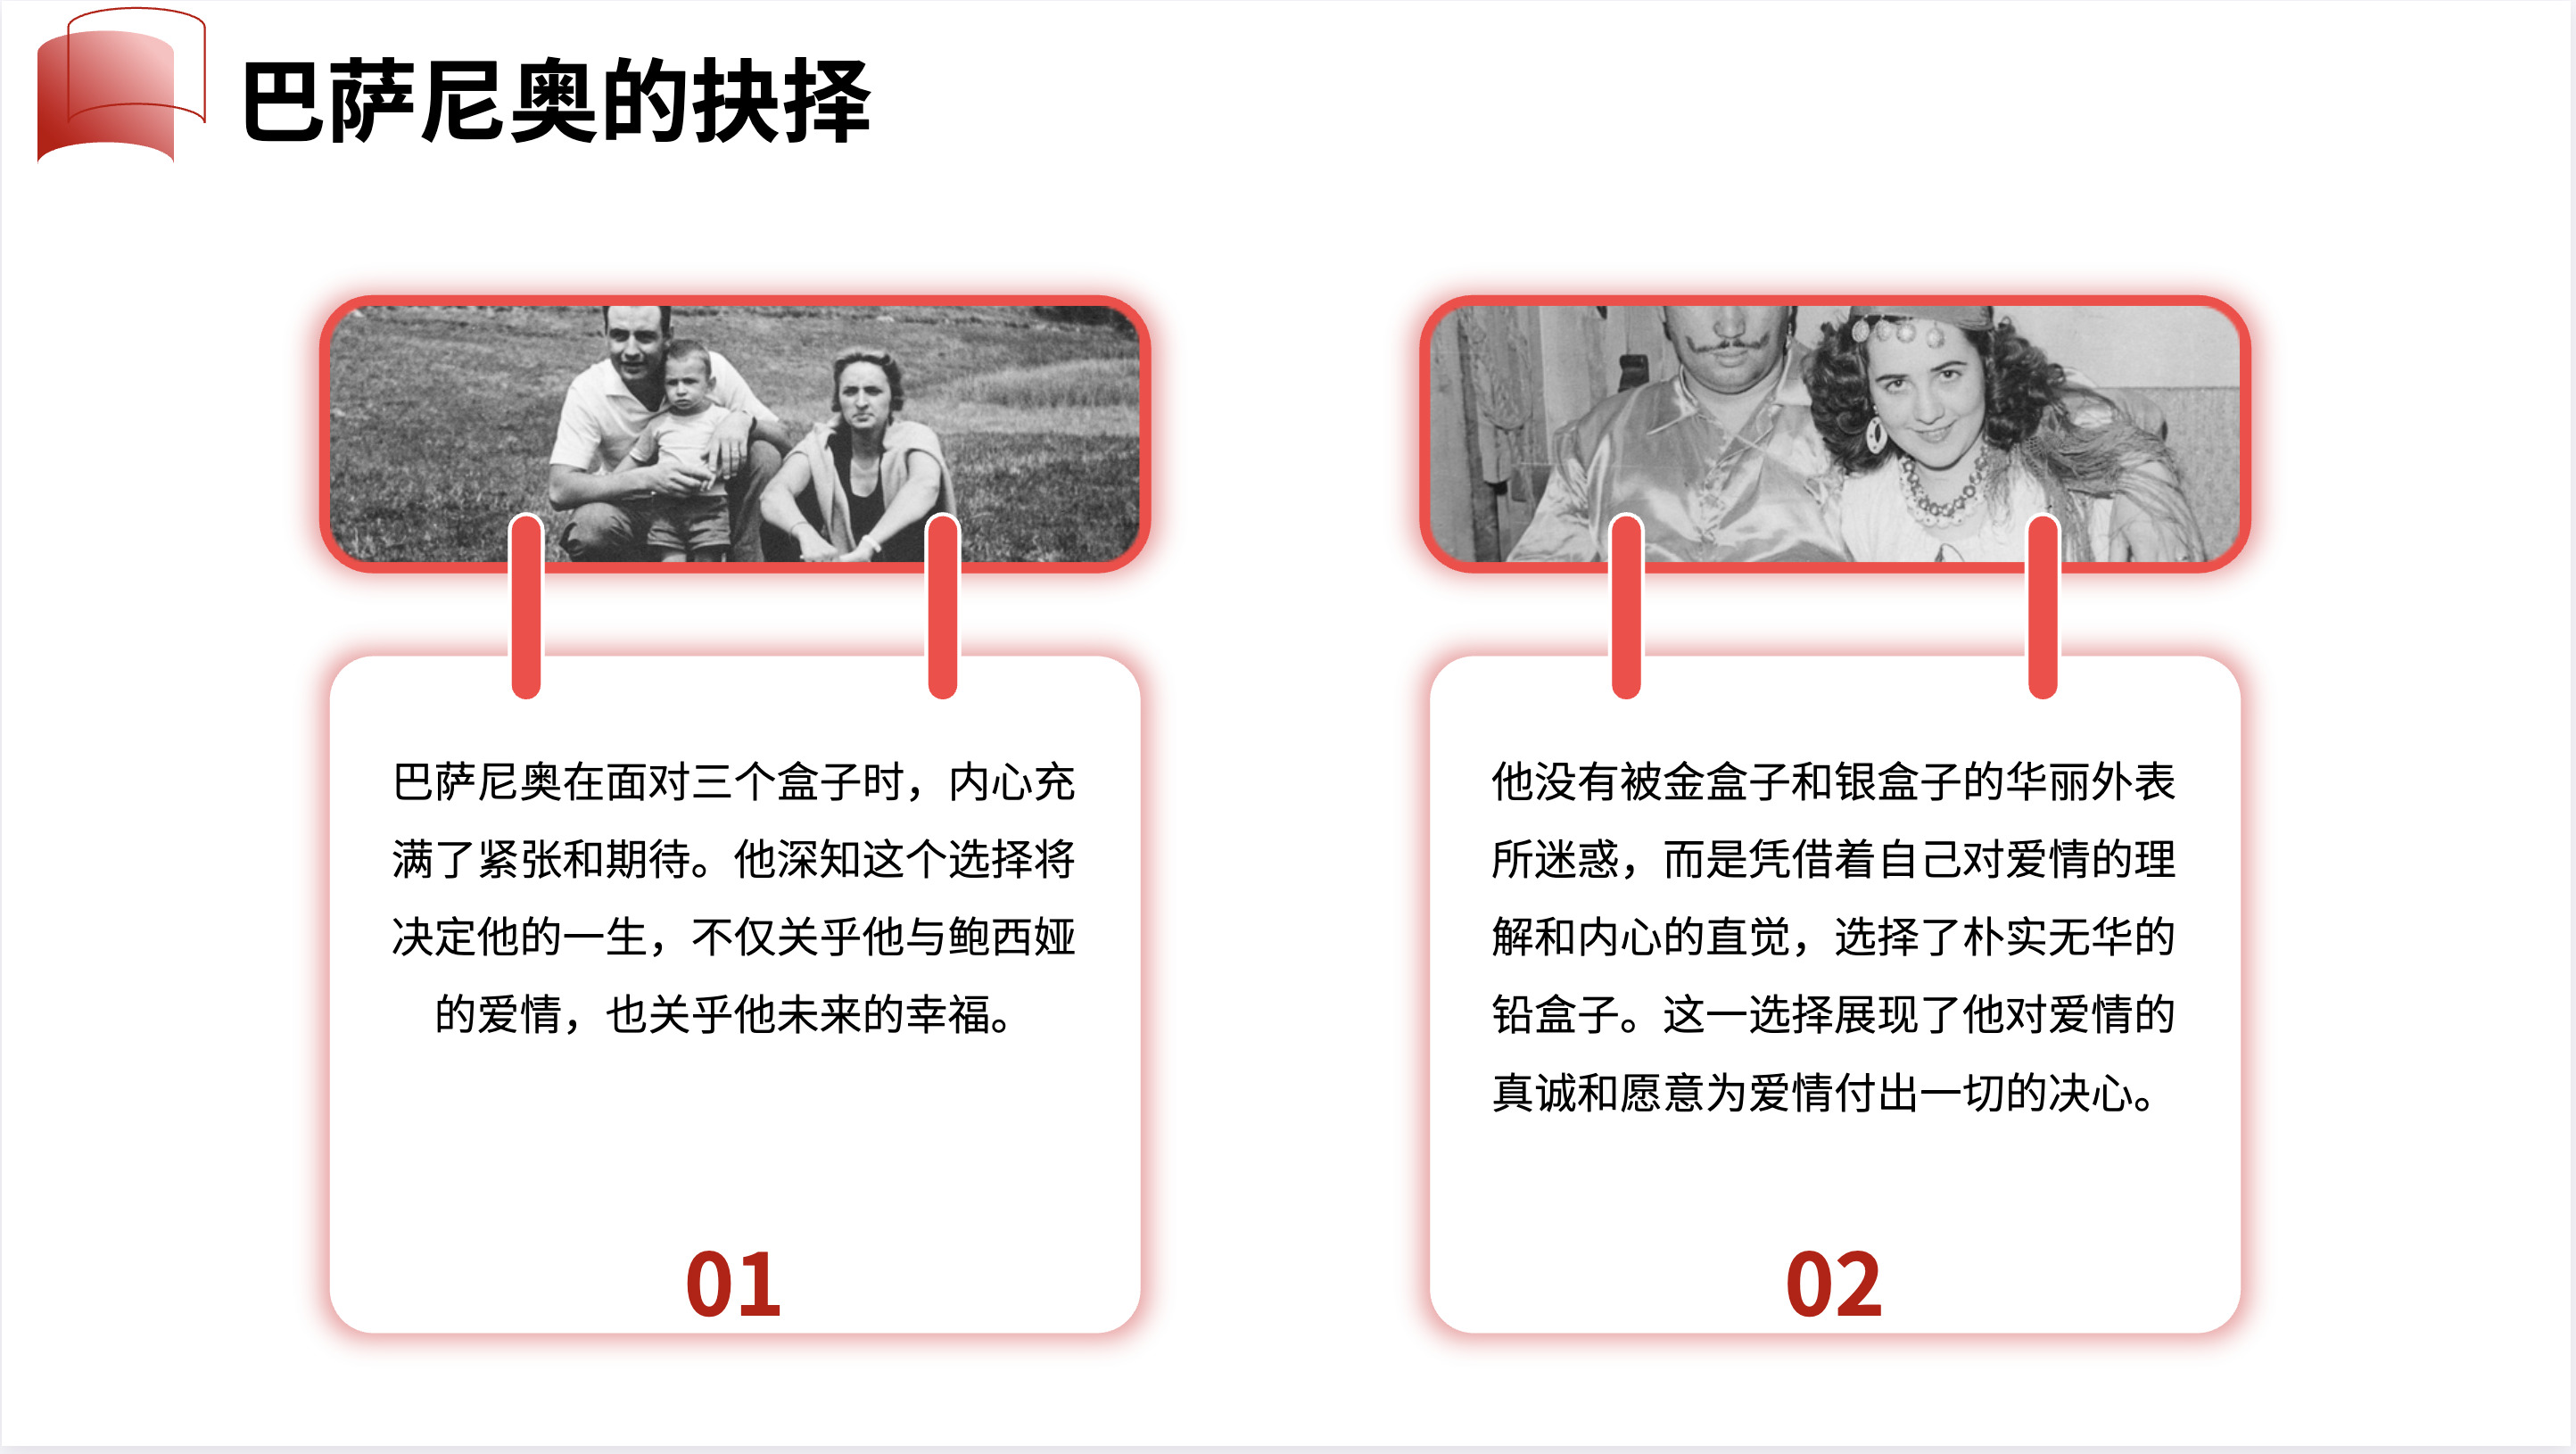 巴萨尼奥的抉择
巴萨尼奥在面对三个盒子时，内心充
满了紧张和期待。他深知这个选择将
决定他的一生，不仅关乎他与鲍西娅
的爱情，也关乎他未来的幸福。
01
他没有被金盒子和银盒子的华丽外表
所迷惑，而是凭借着自己对爱情的理
解和内心的直觉，选择了朴实无华的
铅盒子。这一选择展现了他对爱情的
真诚和愿意为爱情付出一切的决心。
02